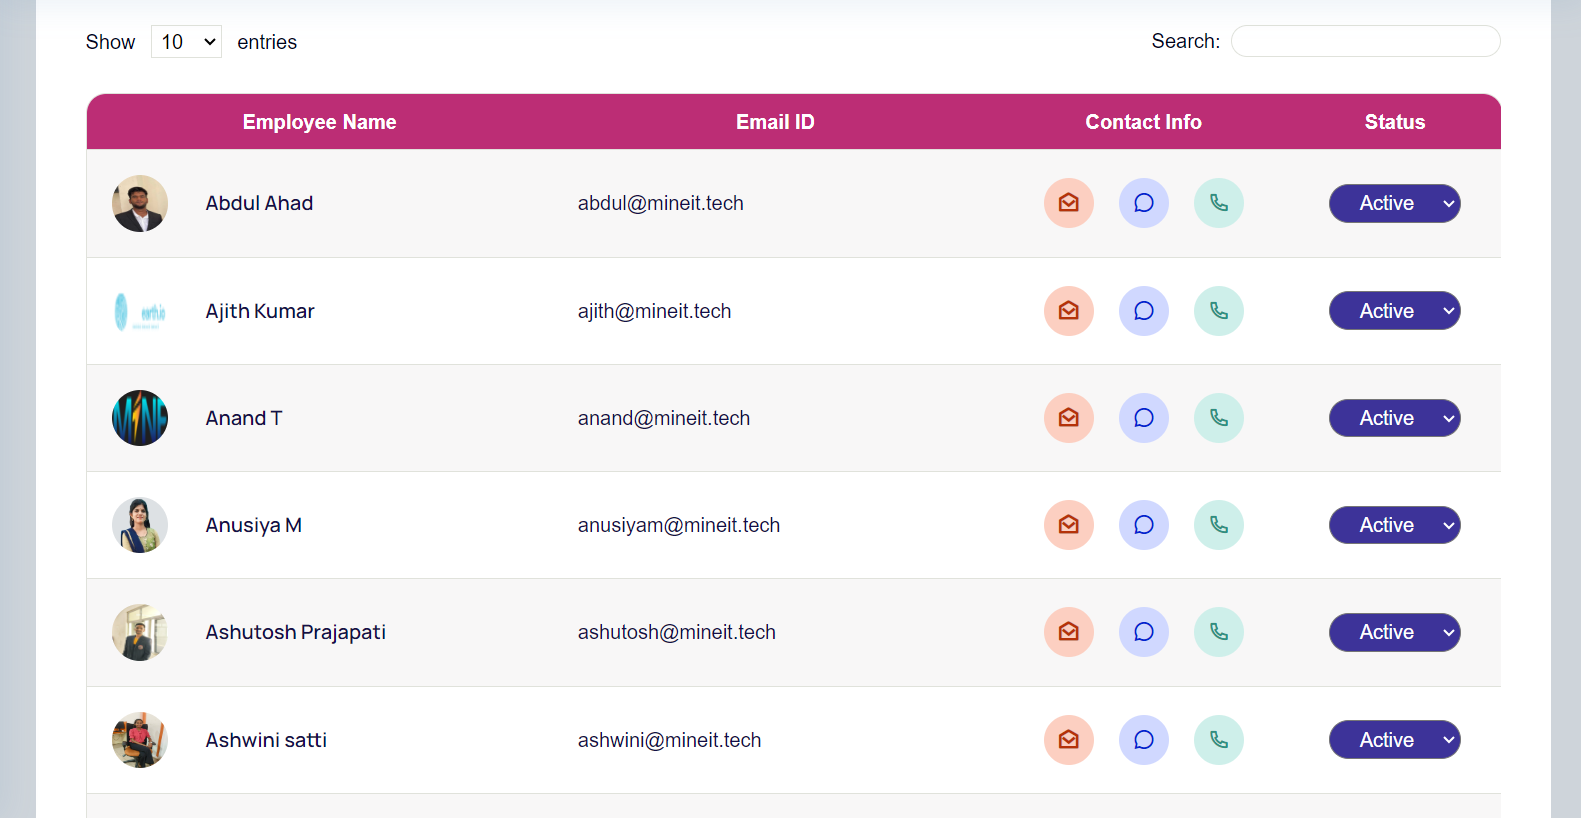 Show 10 entries Search:
Employee Name Email ID Contact Info Status
Abdul Ahad abdul@mineit.tech Active
earth.io
Ajith Kumar ajith@mineit.tech Active
Anand T anand@mineit.tech Active
Anusiya M anusiyam@mineit.tech Active
Ashutosh Prajapati ashutosh@mineit.tech Active
Ashwini satti ashwini@mineit.tech Active